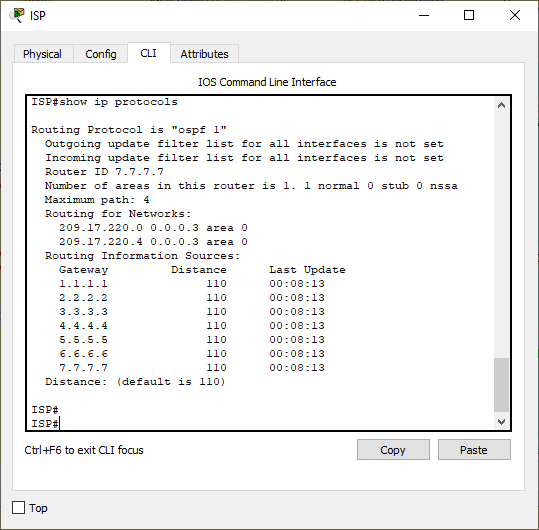 ISP
Physical Config CLI Attributes
IOS Command Line Interface
ISP#show ip protocols
Routing Protocol is "ospf 1"
Outgoing update filter list for all interfaces is not set
Incoming update filter list for all interfaces is not set
Router ID 7.7.7.7
Number of areas in this router is 1. 1 normal 0 stub 0 nssa
Maximum path: 4
Routing for Networks:
209.17.220.0 0.0.0.3 area 0
209.17.220.4 0.0.0.3 area 0
Routing Information Sources:
Gateway Distance Last Update
1.1.1.1 110 00:08:13
2.2.2.2 110 00:08:13
3.3.3.3 110 00:08:13
4.4.4.4 110 00:08:13
5.5.5.5 110 00:08:13
6.6.6.6 110 00:08:13
7.7.7.7 110 00:08:13
Distance: (default is 110)
ISP#
ISP#
Ctrl+F6 to exit CLI focus
Copy Paste
Top